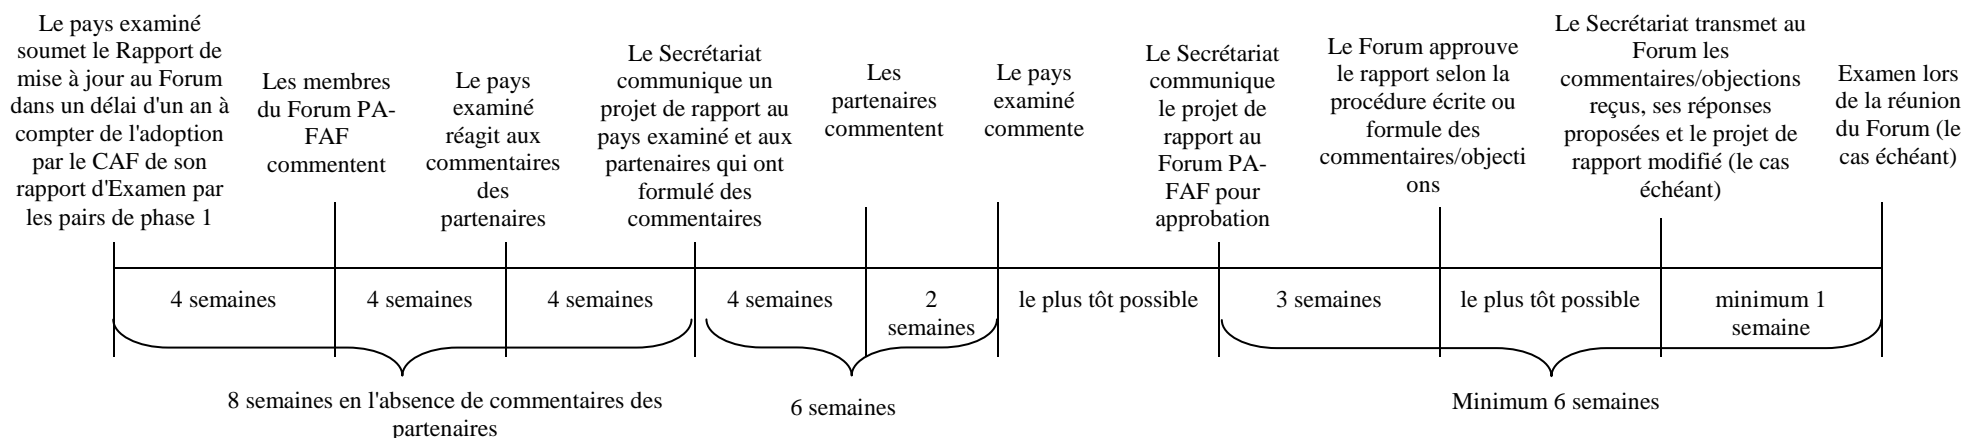 Le pays examiné
soumet le Rapport de
mise à jour au Forum
dans un délai d'un an à
compter de l'adoption
par le CAF de son
rapport d'Examen par
les pairs de phase 1
Les membres
du Forum PA-
FAF
commentent
Le pays
examiné
réagit aux
commentaires
des
partenaires
Le Secrétariat
communique un
projet de rapport au
pays examiné et aux
partenaires qui ont
formulé des
commentaires
Les
partenaires
commentent
Le pays
examiné
commente
Le Secrétariat
communique
le projet de
rapport au
Forum PA-
FAF pour
approbation
Le Forum approuve
le rapport selon la
procédure écrite ou
formule des
commentaires/objecti
ons
Le Secrétariat transmet au
Forum les
commentaires/objections
reçus, ses réponses
proposées et le projet de
rapport modifié (le cas
échéant)
Examen lors
de la réunion
du Forum (le
cas échéant)
4 semaines
4 semaines
4 semaines
4 semaines
2
semaines
le plus tôt possible
3 semaines
le plus tôt possible
minimum 1
semaine
8 semaines en l'absence de commentaires des
partenaires
6 semaines
Minimum 6 semaines